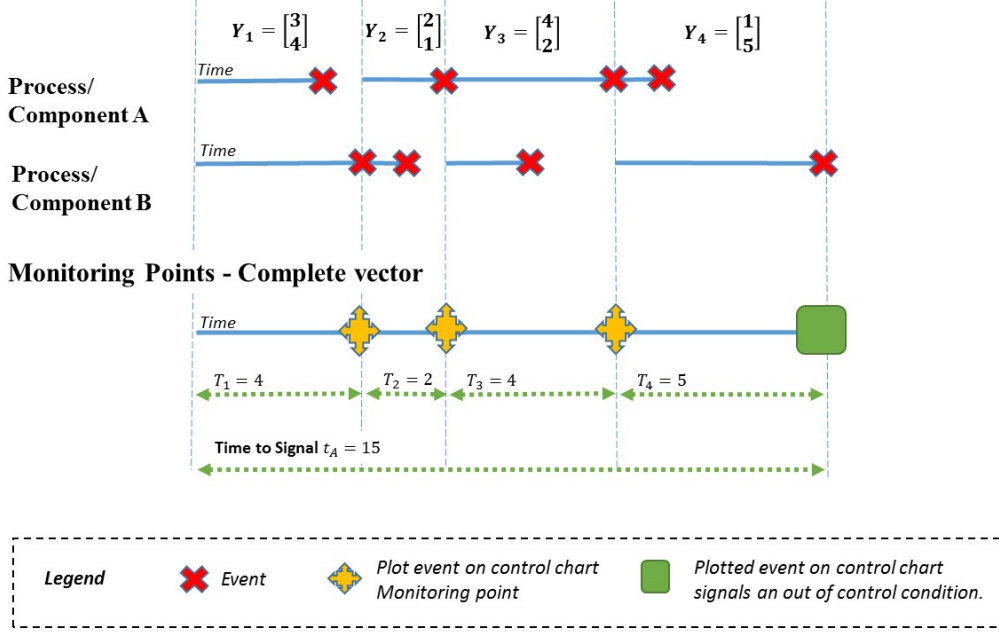 Y₁ = [3 4] Y₂ = [2 1] Y₃ = [4 2] Y₄ = [1 5]
Time
Process/
Component A
Time
Process/
Component B
Monitoring Points - Complete vector
Time
T₁ = 4 T₂ = 2 T₃ = 4 T₄ = 5
Time to Signal t_A = 15
Legend
Event
Plot event on control chart
Monitoring point
Plotted event on control chart
signals an out of control condition.